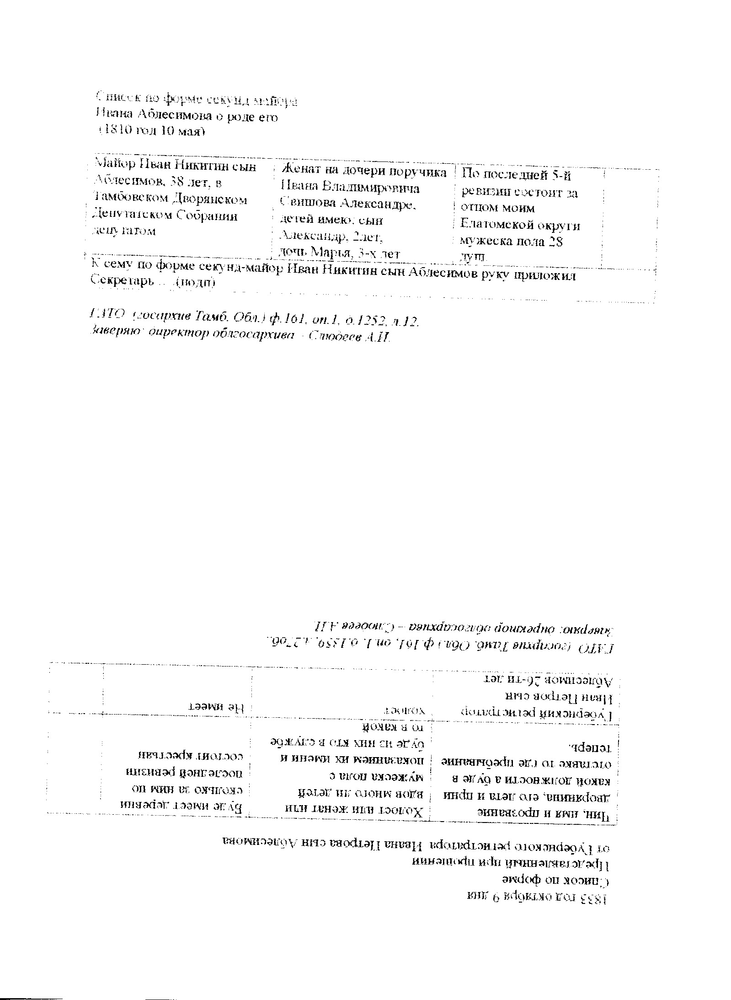 Список по форме секунд майора
Ивана Аблесимова о роде его
(1810 год 10 мая)
Майор Иван Никитин сын
Аблесимов, 38 лет, в
Тамбовском Дворянском
Депутатском Собрании
депутатом
Женат на дочери поручика
Ивана Владимировича
Свишова Александре,
детей имею: сын
Александр, 2лет,
дочь Марья, 3-х лет
По последней 5-й
ревизии состоит за
отцом моим
Елатомской округи
мужеска пола 28
душ
К сему по форме секунд-майор Иван Никитин сын Аблесимов руку приложил
Секретарь ... (подп)
ГАТО (госархив Тамб. Обл.) ф.161, оп.1, д.1252, л.12.
Заверяю: директор облгосархива - Слюдеев А.И.
1833 год октября 9 дня
Список по форме
Представленный при прошении
от Губернского регистратора Ивана Петрова сын Аблесимова
Чин, имя и прозвание
дворянина, его лета и при
какой должности а буде в
отставке то где пребывание
теперь.
Холост или женат или
вдов много ли детей
мужеска пола с
показанием их имени и
буде из них кто в службе
то в какой
Буде имеет деревни
сколько за ним по
последней ревизии
состоит крестьян
Губернский регистратор
Иван Петров сын
Аблесимов 26-ти лет
холост
Не имеет
ГАТО (госархив Тамб. Обл.) ф.161, оп.1, д.1359, л.27об.
Заверяю: директор облгосархива – Слюдеев А.И.